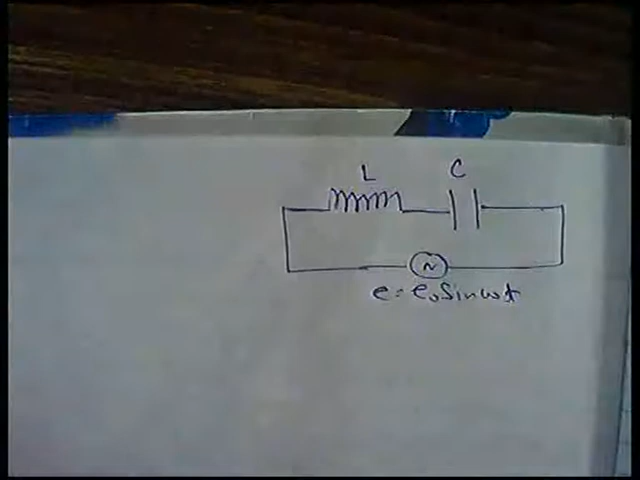 L C
~
e = e₀ sin ωt